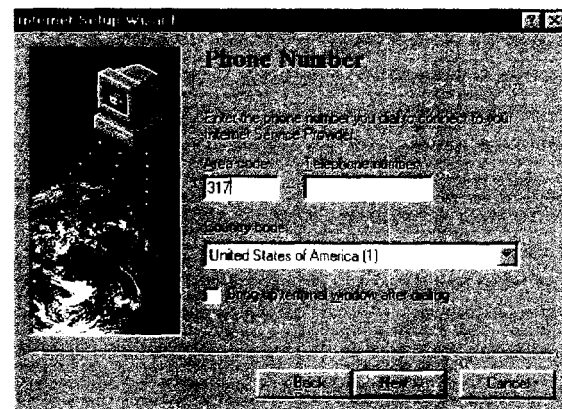 Internet Setup Wizard
Phone Number
Enter the phone number you dial to connect to your
Internet Service Provider.
Area code: Telephone number:
317
Country code:
United States of America (1)
Bring up terminal window after dialing
< Back Next > Cancel